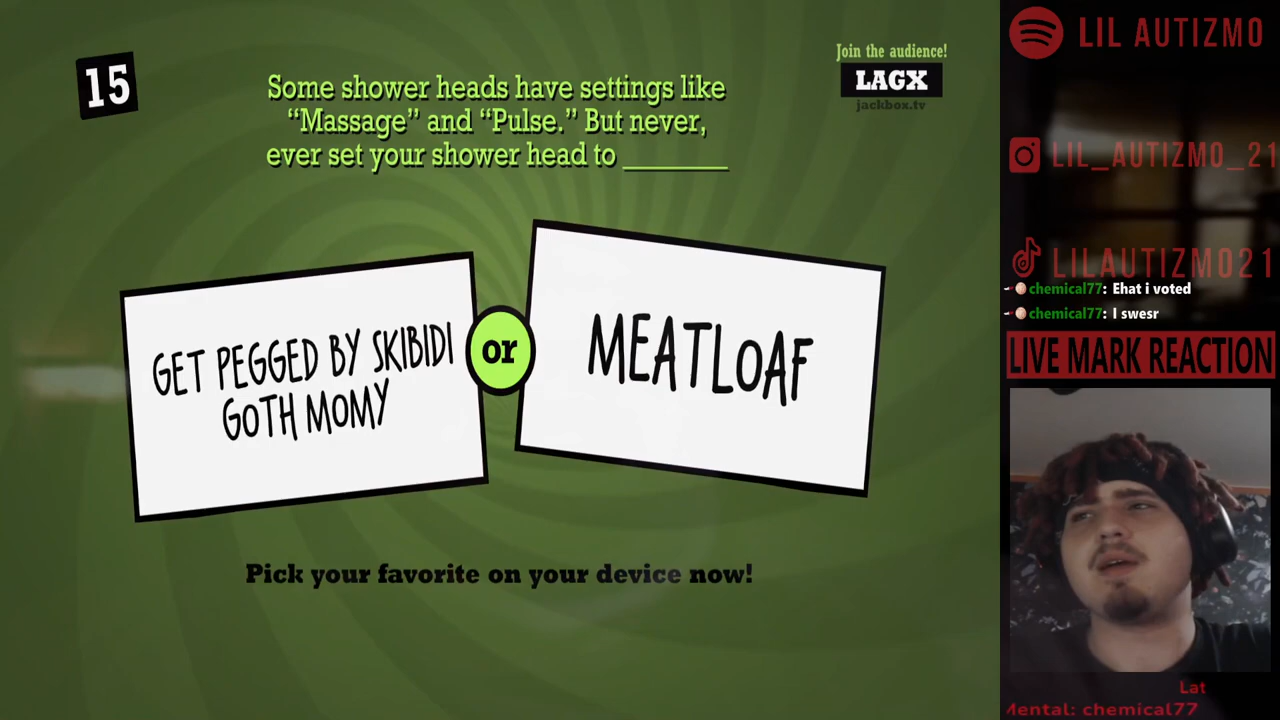 15
Some shower heads have settings like
“Massage” and “Pulse.” But never,
ever set your shower head to ________
Join the audience!
LAGX
jackbox.tv
GET PEGGED BY SKIBIDI
GOTH MOMY
or
MEATLOAF
Pick your favorite on your device now!
LIL AUTIZMO
LIL_AUTIZMO_21
LILAUTIZMO21
chemical77: Ehat i voted
chemical77: I swesr
LIVE MARK REACTION
Lat
Mental: chemical77